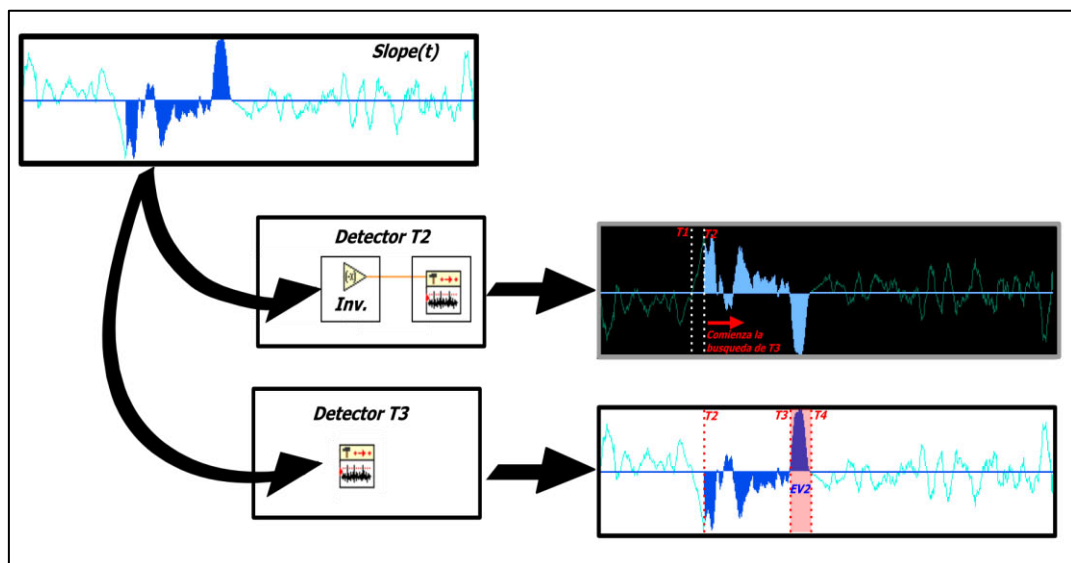 Slope(t)
Detector T2
(-x)
Inv.
T1
T2
Comienza la
busqueda de T3
Detector T3
T2
T3
T4
EV2